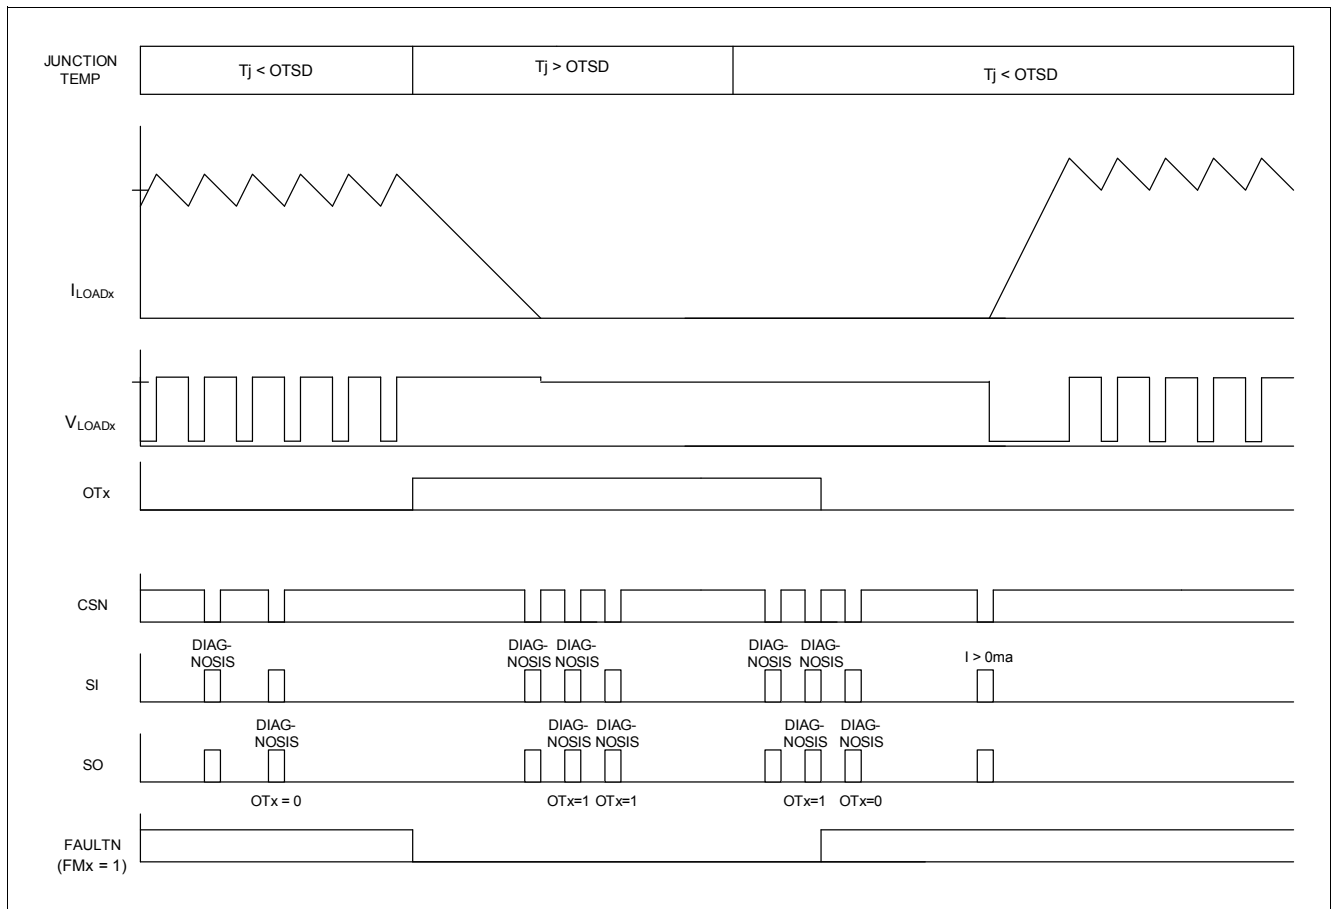 JUNCTION
TEMP
Tj < OTSD
Tj > OTSD
Tj < OTSD
ILOADx
VLOADx
OTx
CSN
DIAG-
NOSIS
DIAG-
NOSIS
DIAG-
NOSIS
DIAG-
NOSIS
DIAG-
NOSIS
I > 0ma
SI
DIAG-
NOSIS
DIAG-
NOSIS
DIAG-
NOSIS
DIAG-
NOSIS
DIAG-
NOSIS
SO
OTx = 0
OTx=1
OTx=1
OTx=1
OTx=0
FAULTN
(FMx = 1)